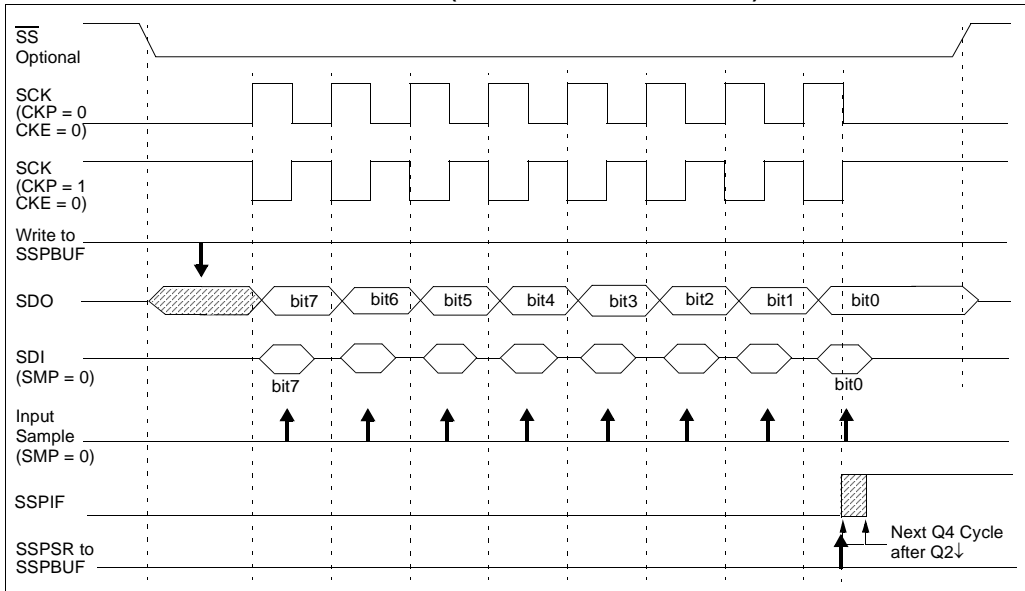 SS
Optional
SCK
(CKP = 0
CKE = 0)
SCK
(CKP = 1
CKE = 0)
Write to
SSPBUF
SDO bit7 bit6 bit5 bit4 bit3 bit2 bit1 bit0
SDI
(SMP = 0)
bit7 bit0
Input
Sample
(SMP = 0)
SSPIF
Next Q4 Cycle
after Q2↓
SSPSR to
SSPBUF